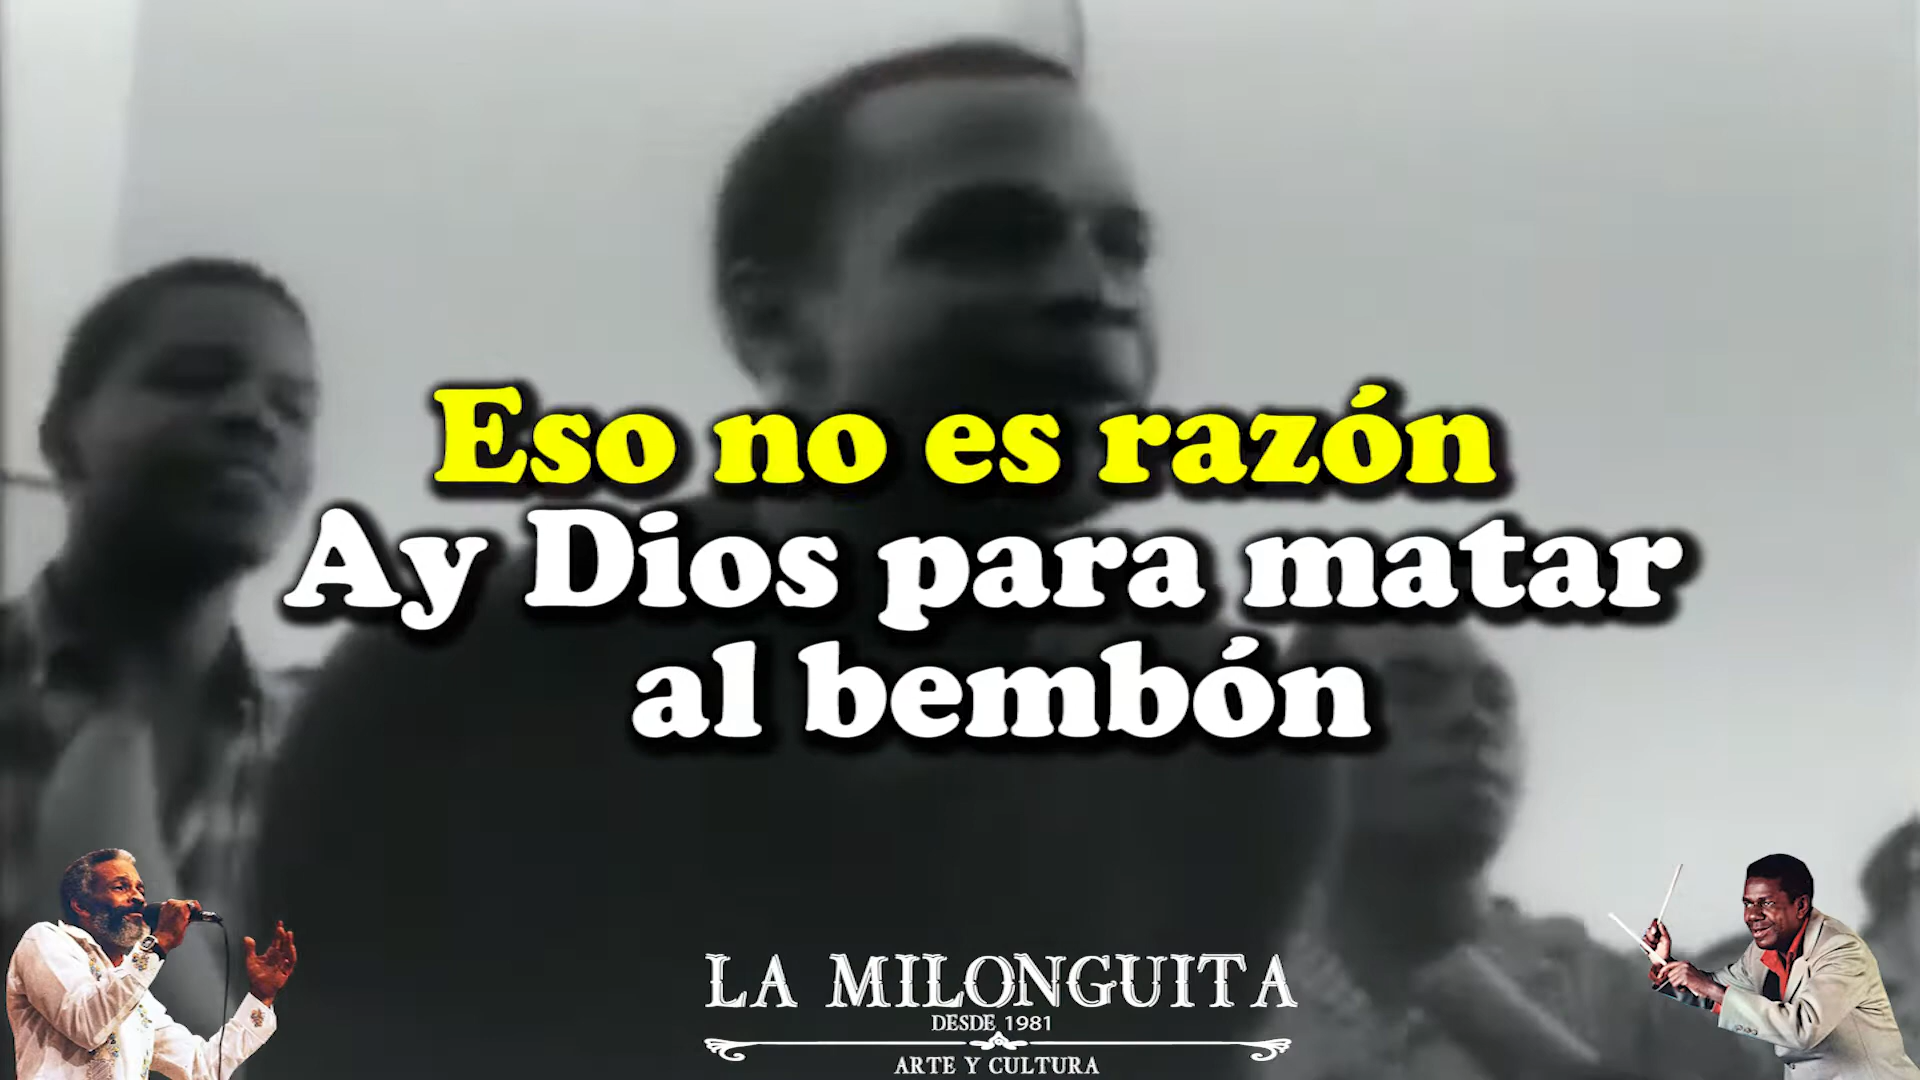 Eso no es razón
Ay Dios para matar
al bembón
LA MILONGUITA
DESDE 1981
ARTE Y CULTURA